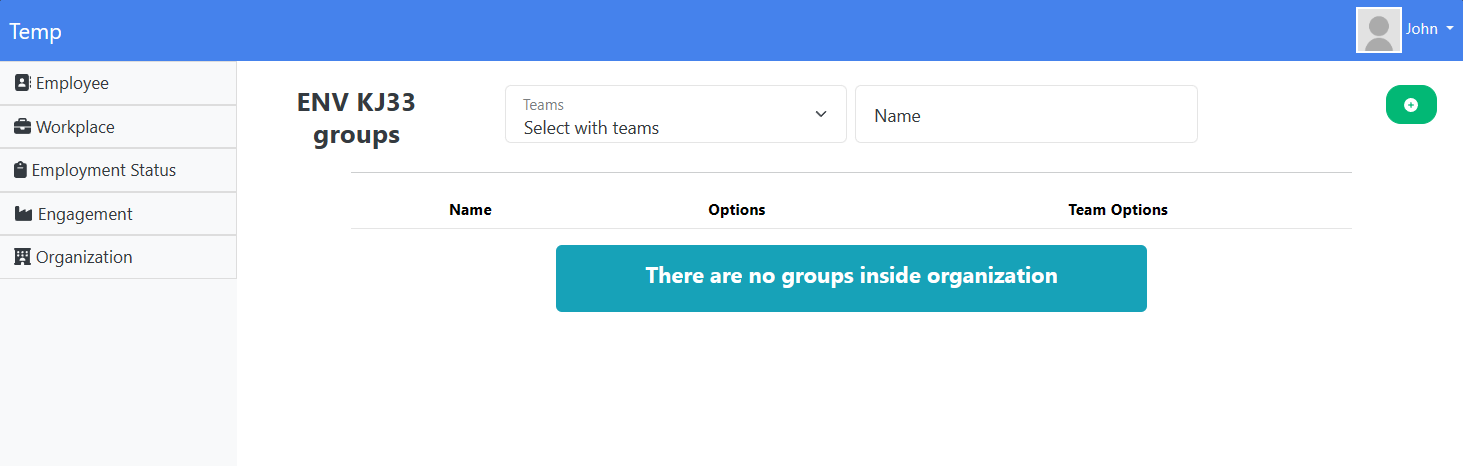 Temp
John
Employee
Workplace
Employment Status
Engagement
Organization
ENV KJ33
groups
Teams
Select with teams
Name
Name Options Team Options
There are no groups inside organization